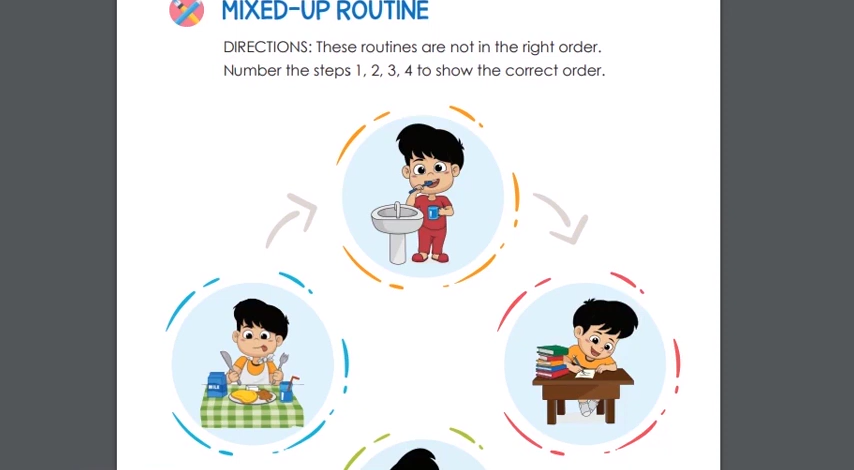 MIXED-UP ROUTINE
DIRECTIONS: These routines are not in the right order.
Number the steps 1, 2, 3, 4 to show the correct order.
MILK